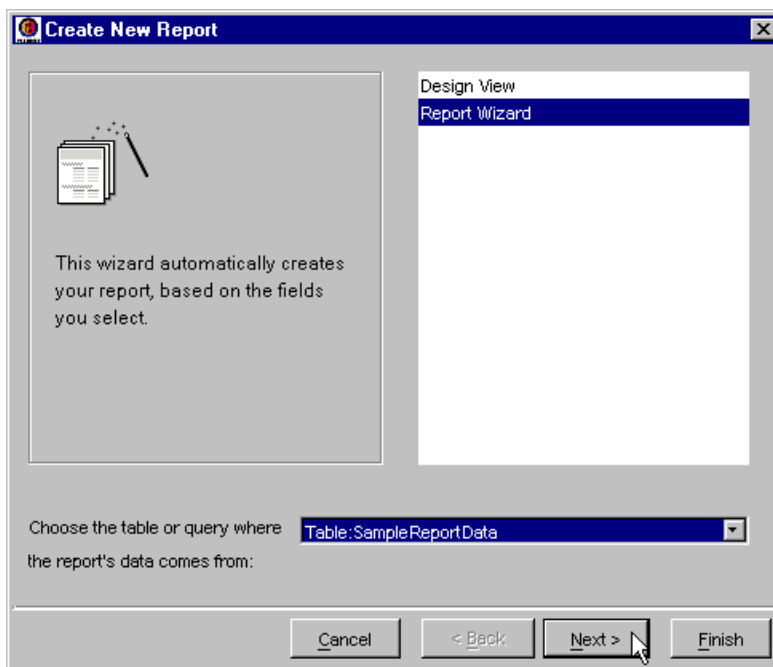 Create New Report
Design View
Report Wizard
This wizard automatically creates
your report, based on the fields
you select.
Choose the table or query where
Table:SampleReportData
the report's data comes from:
Cancel
< Back
Next >
Finish